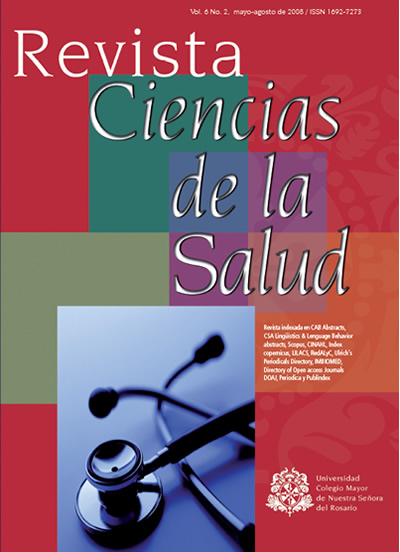 Vol. 6 No. 2, mayo-agosto de 2008 / ISSN 1692-7273
Revista
Ciencias
de la
Salud
Revista indexada en CAB Abstracts,
CSA Lingüistics & Language Behavior
abstracts, Scopus, CINAHL, Index
copernicus, LILACS, RedALyC, Ulrich's
Periodicals Directory, IMBIOMED,
Directory of Open access Journals
DOAJ, Periodica y Publindex
Universidad
Colegio Mayor
de Nuestra Señora
del Rosario